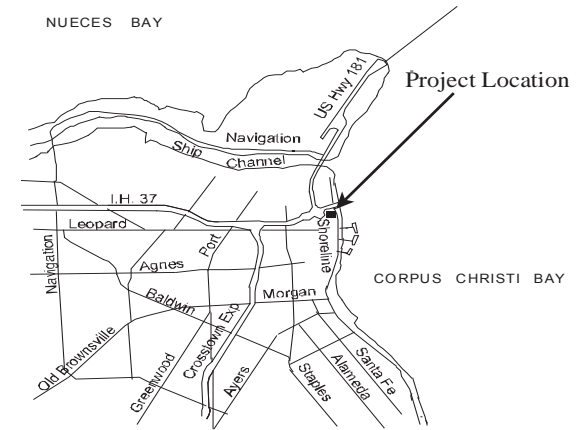 NUECES BAY
US Hwy 181
Project Location
Navigation
Ship Channel
I.H. 37
Leopard
Port
Shoreline
Navigation
Agnes
CORPUS CHRISTI BAY
Baldwin
Morgan
Old Brownsville
Greenwood
Crosstown Exp
Ayers
Staples
Alameda
Santa Fe